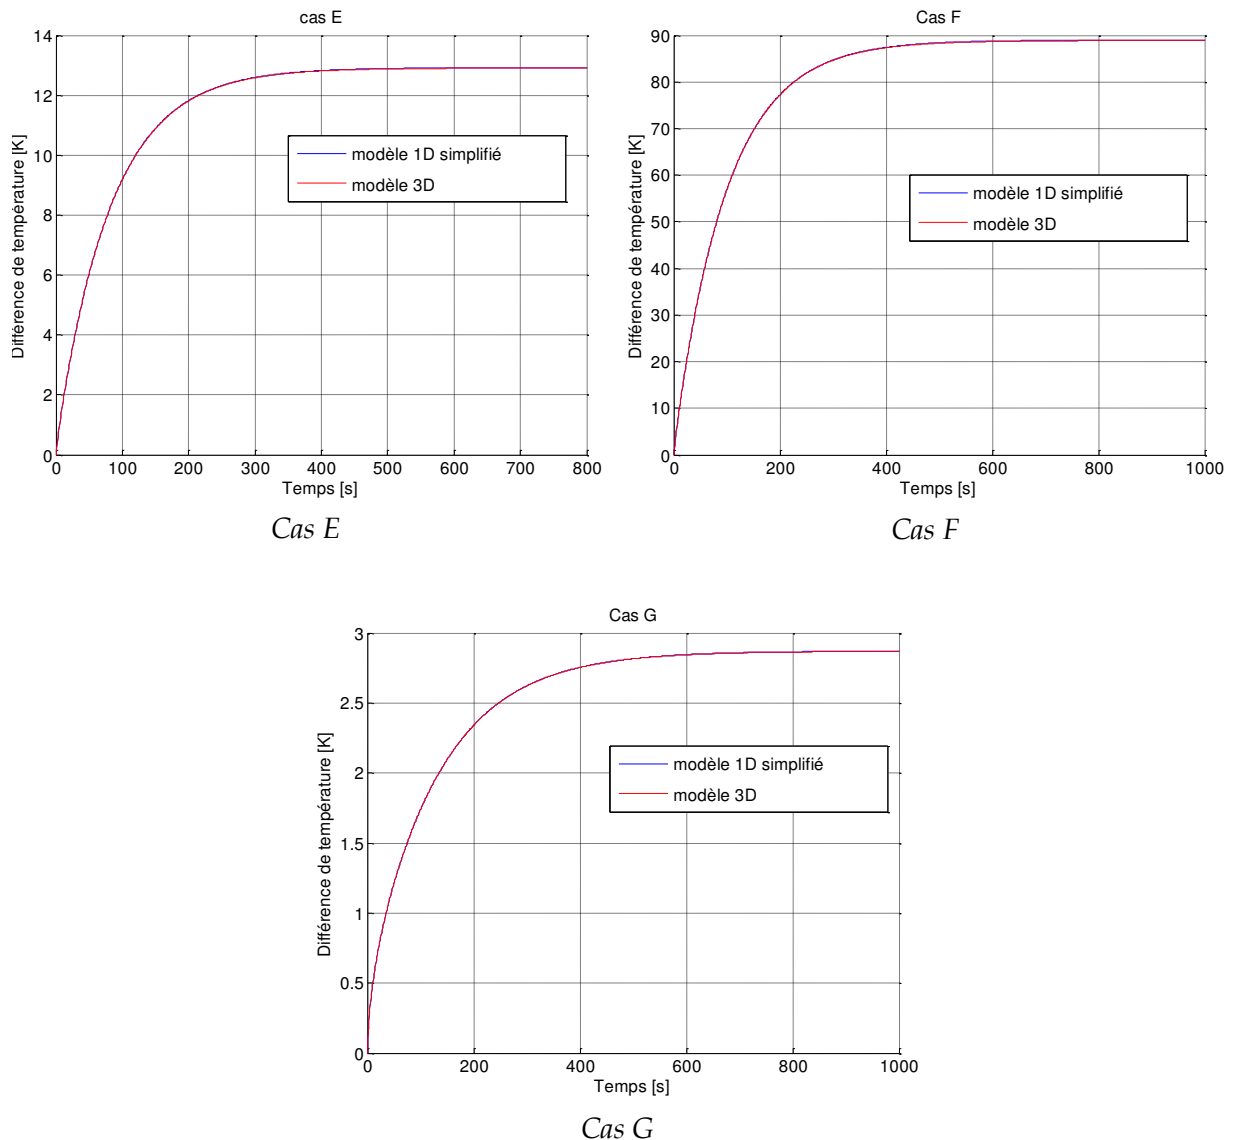 cas E
14
12
10
8
6
4
2
0
Différence de température [K]
modèle 1D simplifié
modèle 3D
0 100 200 300 400 500 600 700 800
Temps [s]
Cas E
Cas F
90
80
70
60
50
40
30
20
10
0
Différence de température [K]
modèle 1D simplifié
modèle 3D
0 200 400 600 800 1000
Temps [s]
Cas F
Cas G
3
2.5
2
1.5
1
0.5
0
Différence de température [K]
modèle 1D simplifié
modèle 3D
0 200 400 600 800 1000
Temps [s]
Cas G